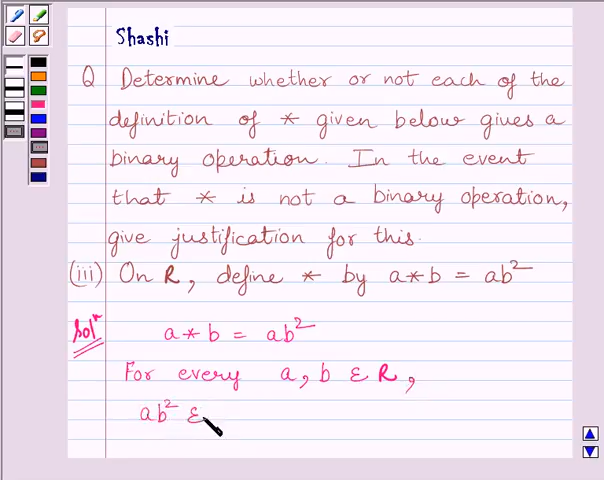 Shashi
Q Determine whether or not each of the
definition of * given below gives a
binary operation. In the event
that * is not a binary operation,
give justification for this.
(iii) On R, define * by a*b = ab²
Solⁿ a * b = ab²
For every a, b ε R,
ab² ε